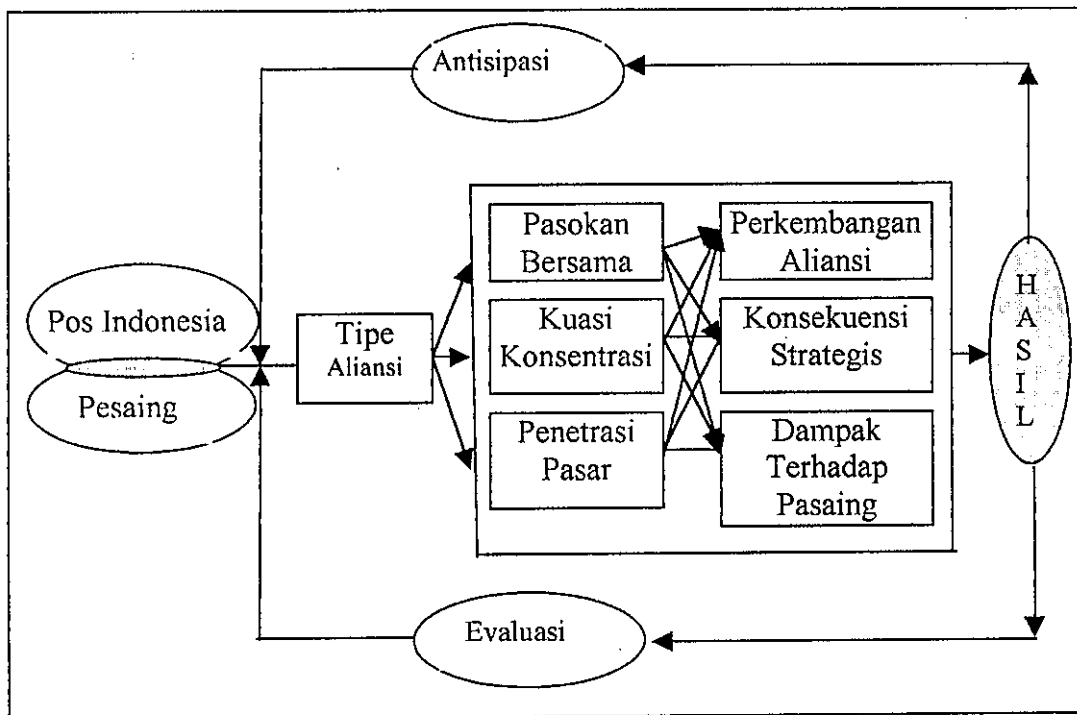 Antisipasi
Pos Indonesia
Pesaing
Tipe
Aliansi
Pasokan
Bersama
Kuasi
Konsentrasi
Penetrasi
Pasar
Perkembangan
Aliansi
Konsekuensi
Strategis
Dampak
Terhadap
Pasaing
H
A
S
I
L
Evaluasi